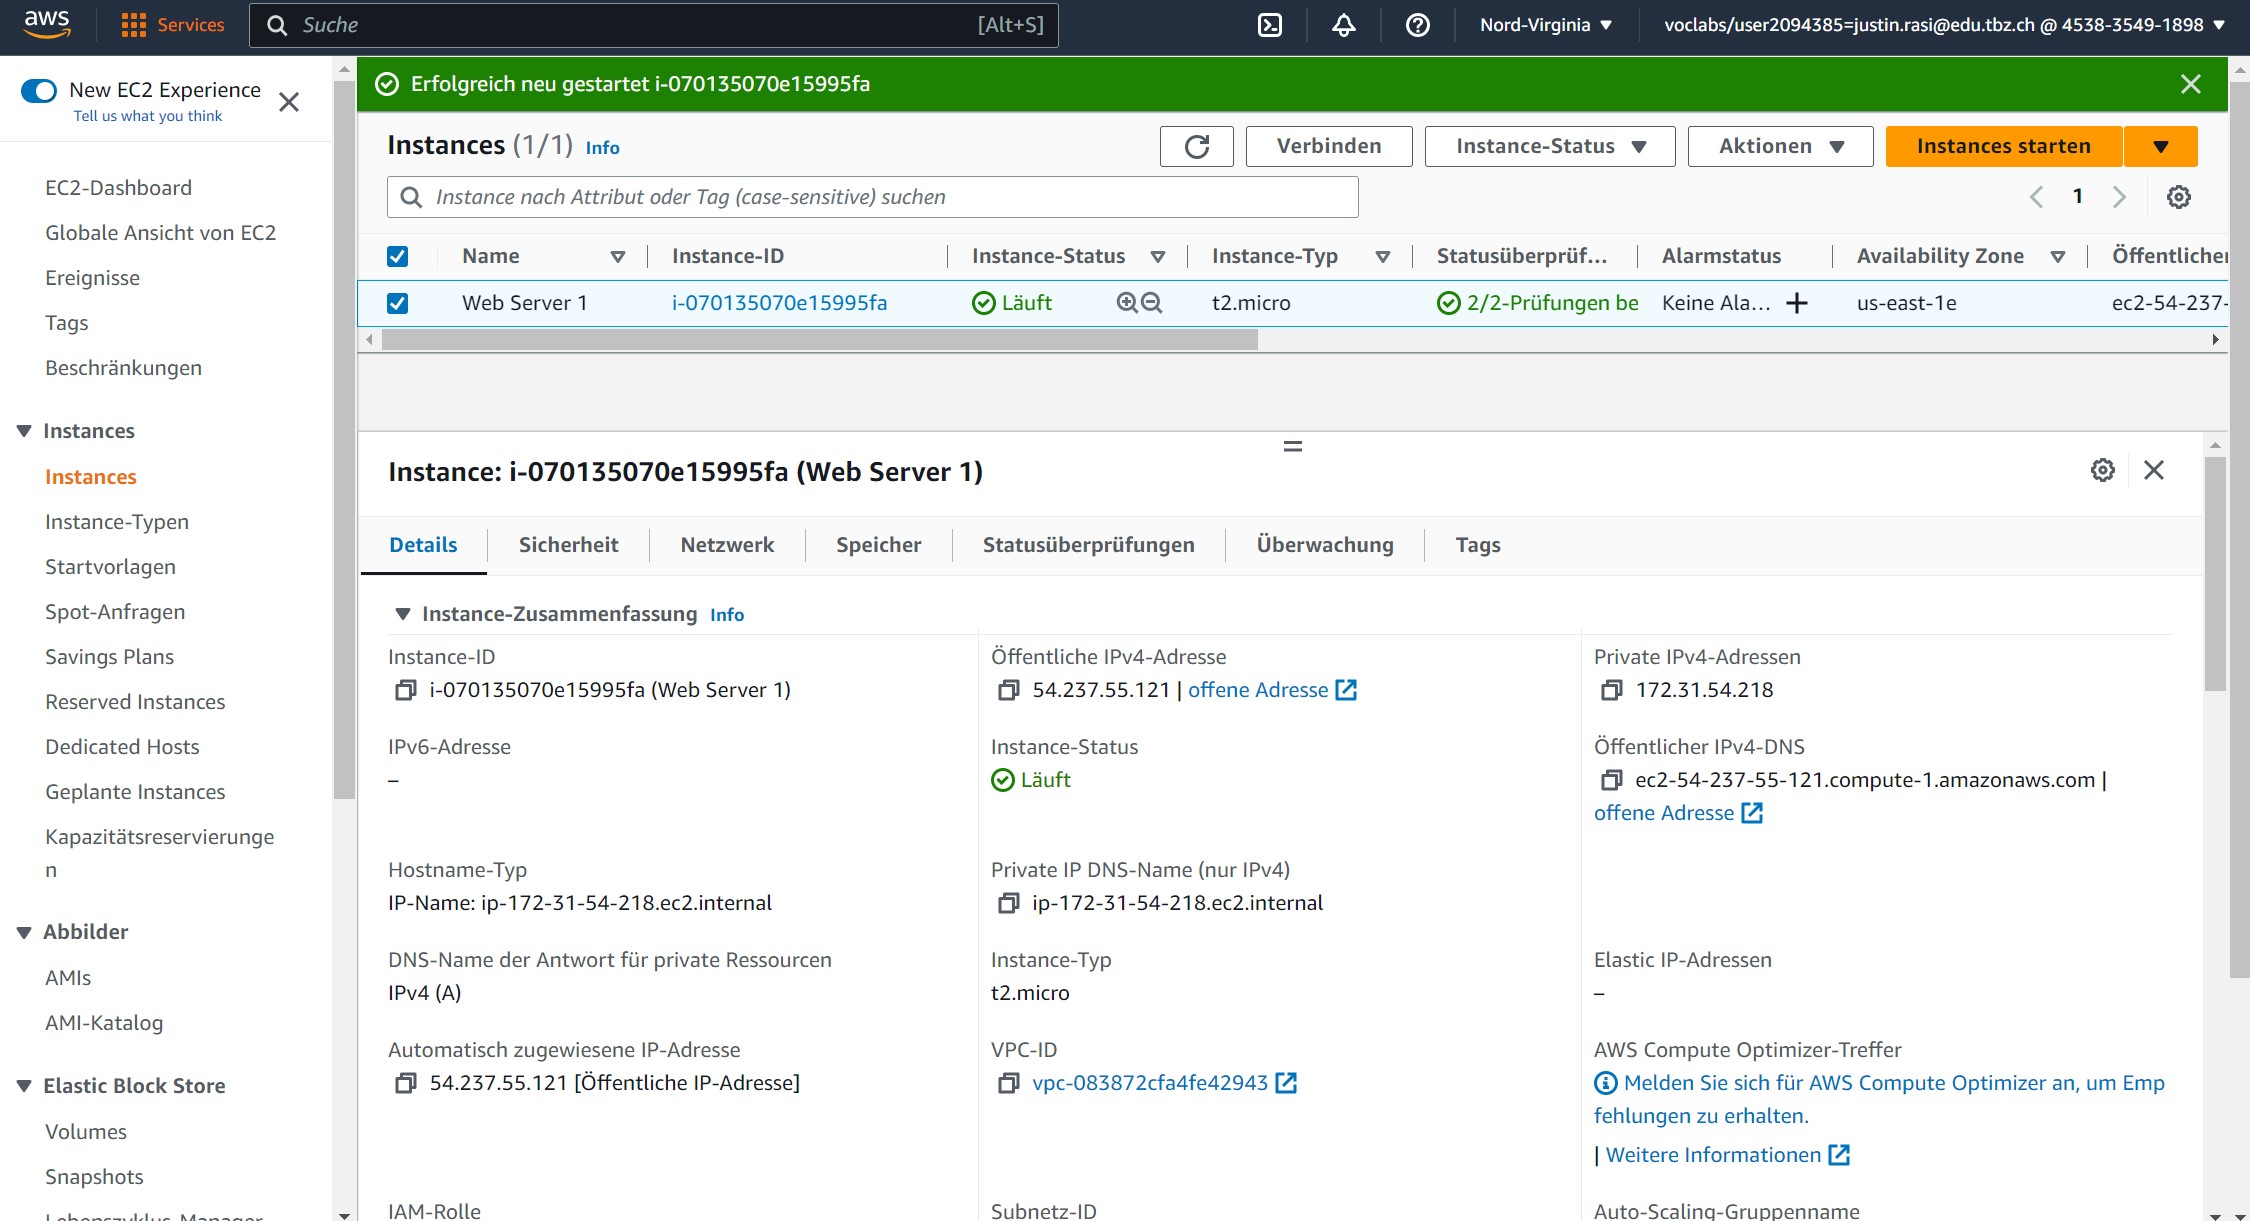 aws
Services
Suche
[Alt+S]
Nord-Virginia
voclabs/user2094385=justin.rasi@edu.tbz.ch @ 4538-3549-1898
New EC2 Experience
Tell us what you think
EC2-Dashboard
Globale Ansicht von EC2
Ereignisse
Tags
Beschränkungen
Instances
Instances
Instance-Typen
Startvorlagen
Spot-Anfragen
Savings Plans
Reserved Instances
Dedicated Hosts
Geplante Instances
Kapazitätsreservierunge
n
Abbilder
AMIs
AMI-Katalog
Elastic Block Store
Volumes
Snapshots
Lebenszyklus-Manager
Erfolgreich neu gestartet i-070135070e15995fa
Instances (1/1) Info
Verbinden
Instance-Status
Aktionen
Instances starten
Instance nach Attribut oder Tag (case-sensitive) suchen
1
Name
Instance-ID
Instance-Status
Instance-Typ
Statusüberprüf...
Alarmstatus
Availability Zone
Öffentlicher
Web Server 1
i-070135070e15995fa
Läuft
t2.micro
2/2-Prüfungen be
Keine Ala...
us-east-1e
ec2-54-237-
Instance: i-070135070e15995fa (Web Server 1)
Details
Sicherheit
Netzwerk
Speicher
Statusüberprüfungen
Überwachung
Tags
Instance-Zusammenfassung Info
Instance-ID
i-070135070e15995fa (Web Server 1)
Öffentliche IPv4-Adresse
54.237.55.121 | offene Adresse
Private IPv4-Adressen
172.31.54.218
IPv6-Adresse
–
Instance-Status
Läuft
Öffentlicher IPv4-DNS
ec2-54-237-55-121.compute-1.amazonaws.com |
offene Adresse
Hostname-Typ
IP-Name: ip-172-31-54-218.ec2.internal
Private IP DNS-Name (nur IPv4)
ip-172-31-54-218.ec2.internal
DNS-Name der Antwort für private Ressourcen
IPv4 (A)
Instance-Typ
t2.micro
Elastic IP-Adressen
–
Automatisch zugewiesene IP-Adresse
54.237.55.121 [Öffentliche IP-Adresse]
VPC-ID
vpc-083872cfa4fe42943
AWS Compute Optimizer-Treffer
Melden Sie sich für AWS Compute Optimizer an, um Emp
fehlungen zu erhalten.
| Weitere Informationen
IAM-Rolle
Subnetz-ID
Auto-Scaling-Gruppenname